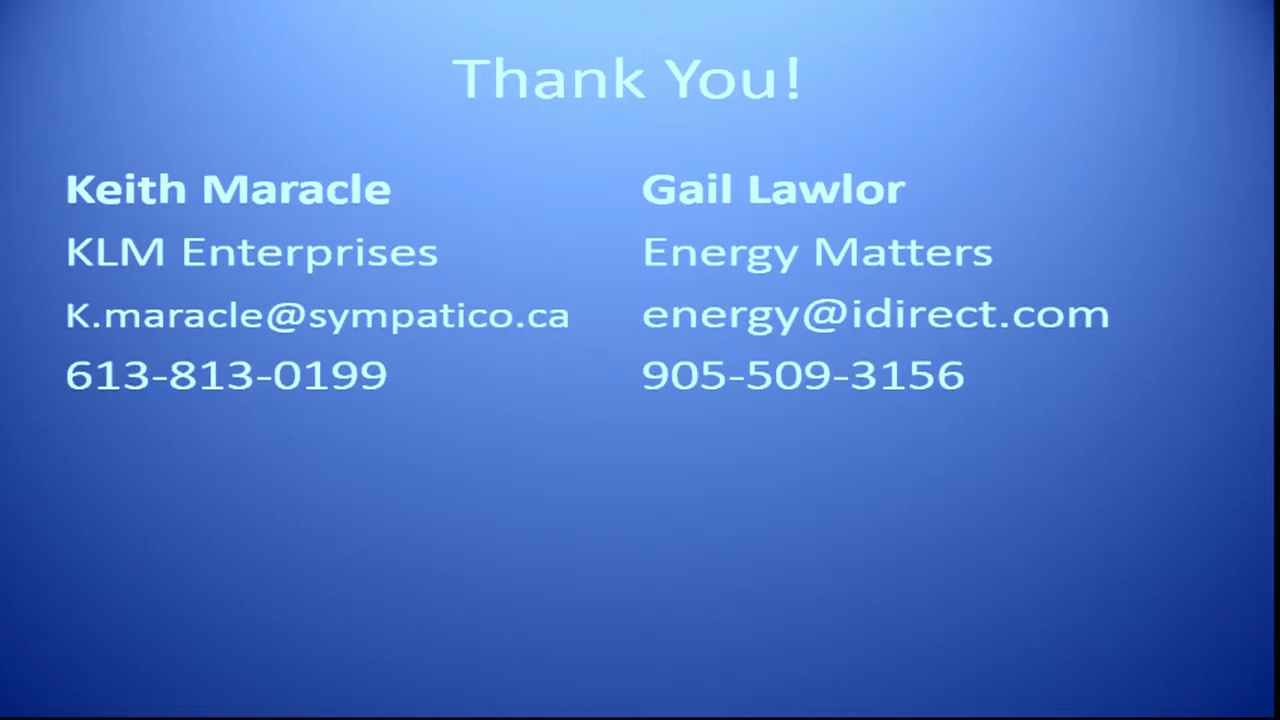 Thank You!
Keith Maracle
KLM Enterprises
K.maracle@sympatico.ca
613-813-0199
Gail Lawlor
Energy Matters
energy@idirect.com
905-509-3156